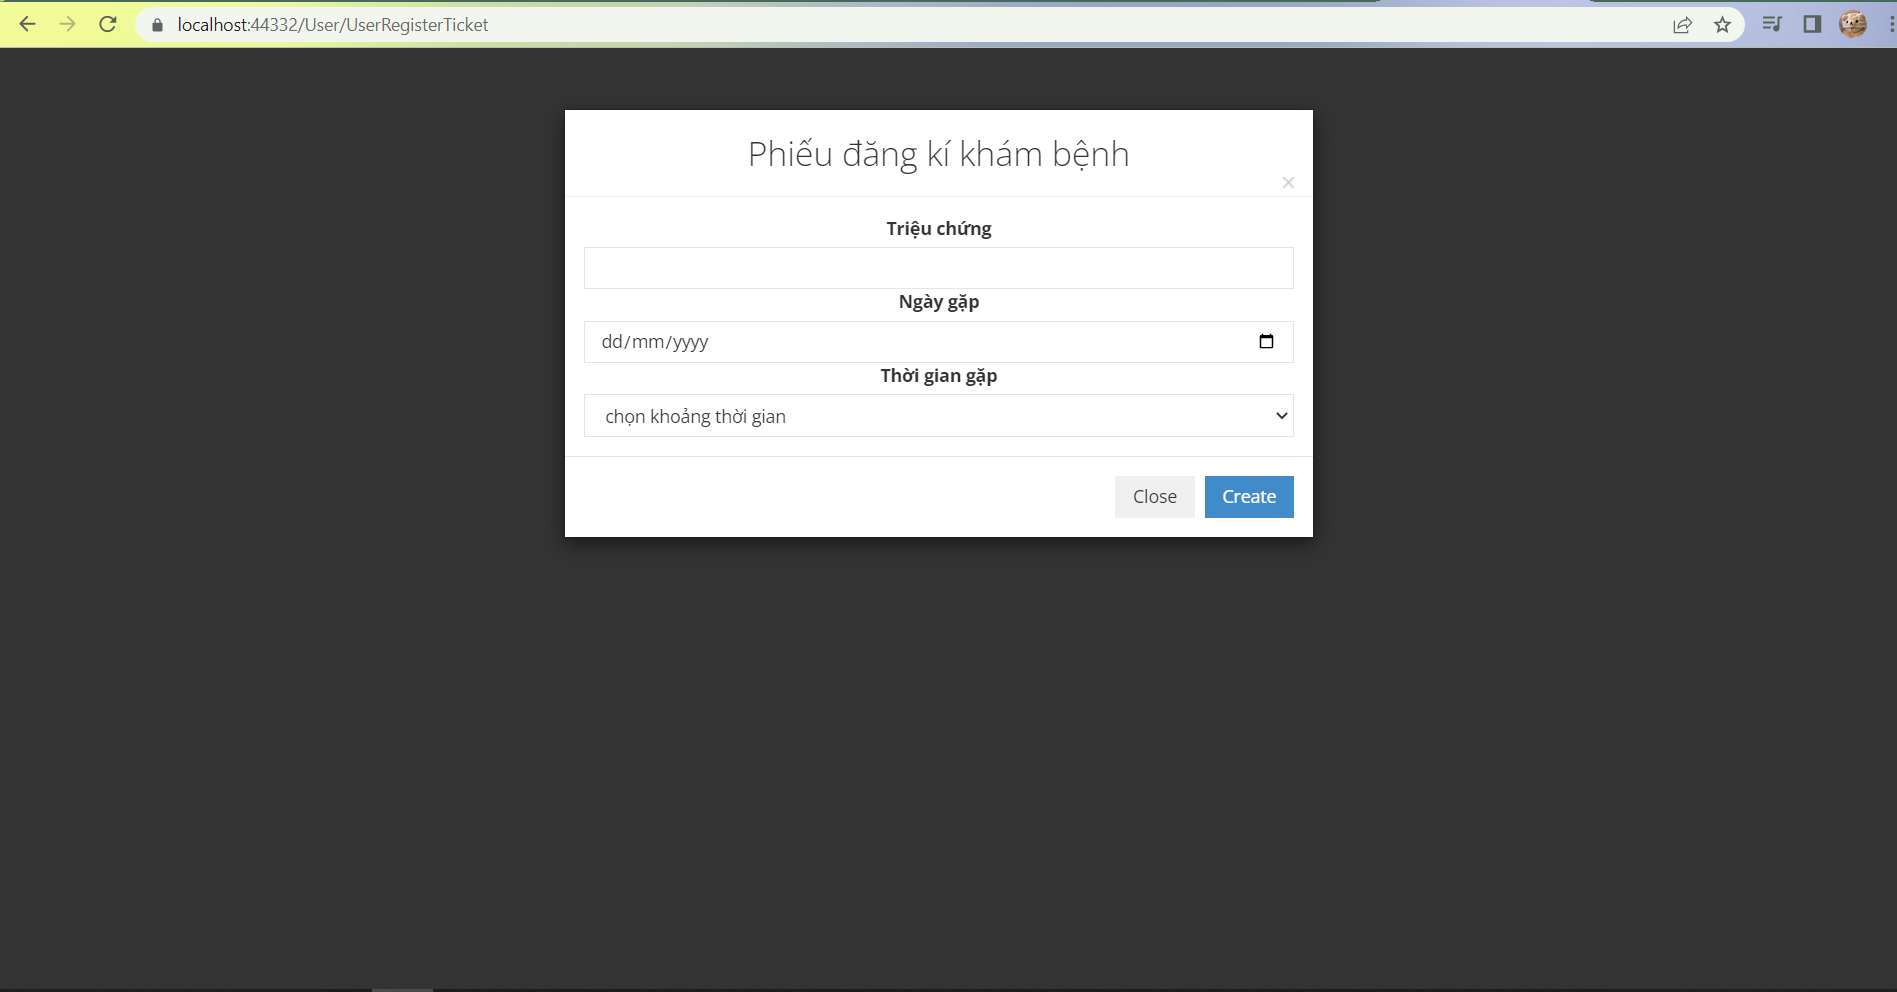 localhost:44332/User/UserRegisterTicket
Phiếu đăng kí khám bệnh
×
Triệu chứng
Ngày gặp
dd/mm/yyyy
Thời gian gặp
chọn khoảng thời gian
Close
Create